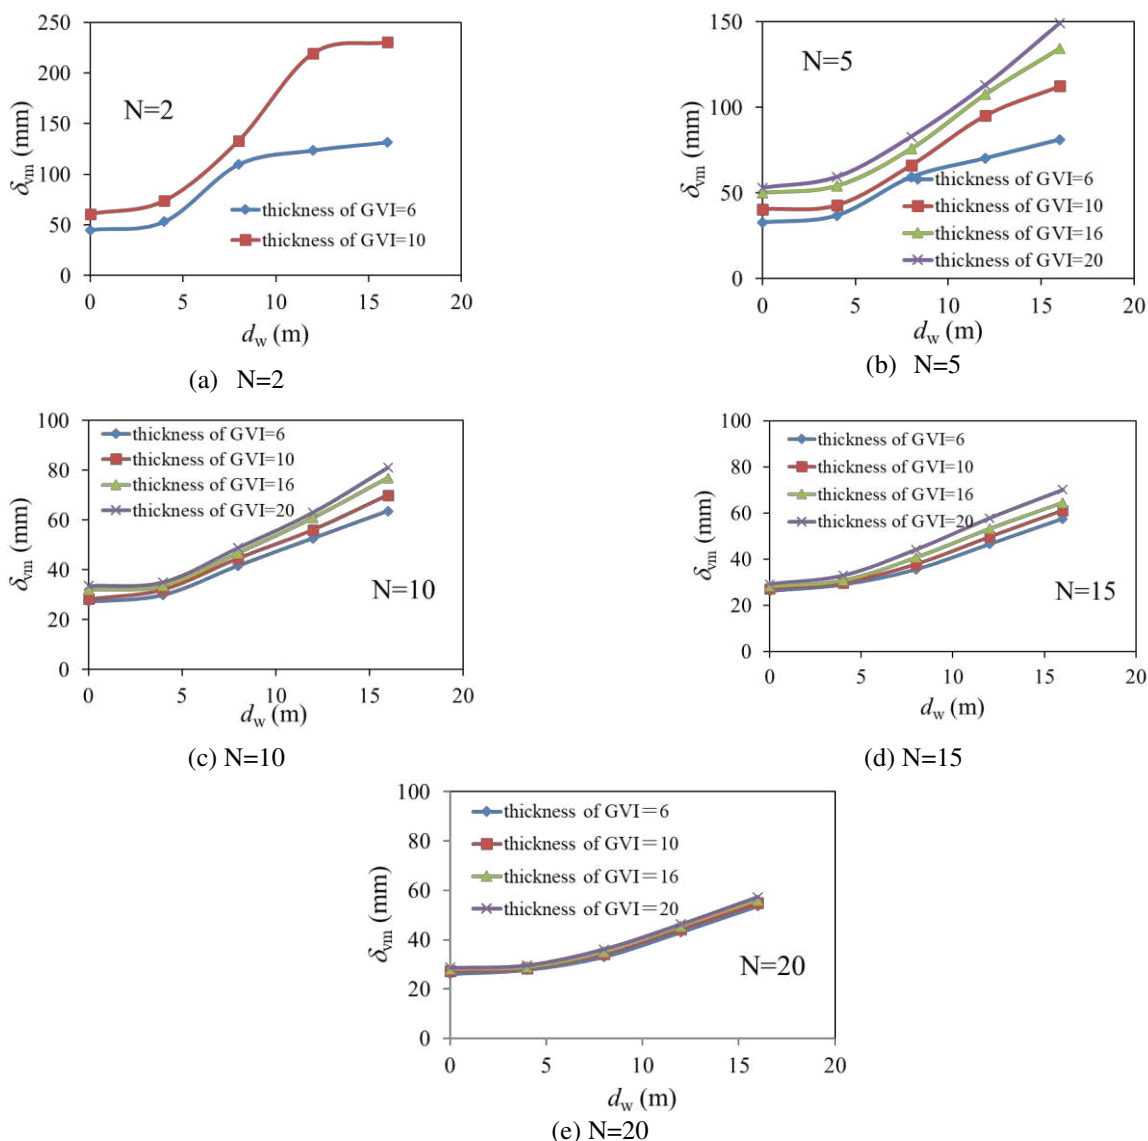 250
200
150
100
50
0
δvm (mm)
N=2
thickness of GVI=6
thickness of GVI=10
0 5 10 15 20
dw (m)
(a) N=2
150
100
50
0
δvm (mm)
N=5
thickness of GVI=6
thickness of GVI=10
thickness of GVI=16
thickness of GVI=20
0 5 10 15 20
dw (m)
(b) N=5
100
80
60
40
20
0
δvm (mm)
thickness of GVI=6
thickness of GVI=10
thickness of GVI=16
thickness of GVI=20
N=10
0 5 10 15 20
dw (m)
(c) N=10
100
80
60
40
20
0
δvm (mm)
thickness of GVI=6
thickness of GVI=10
thickness of GVI=16
thickness of GVI=20
N=15
0 5 10 15 20
dw (m)
(d) N=15
100
80
60
40
20
0
δvm (mm)
thickness of GVI=6
thickness of GVI=10
thickness of GVI=16
thickness of GVI=20
N=20
0 5 10 15 20
dw (m)
(e) N=20